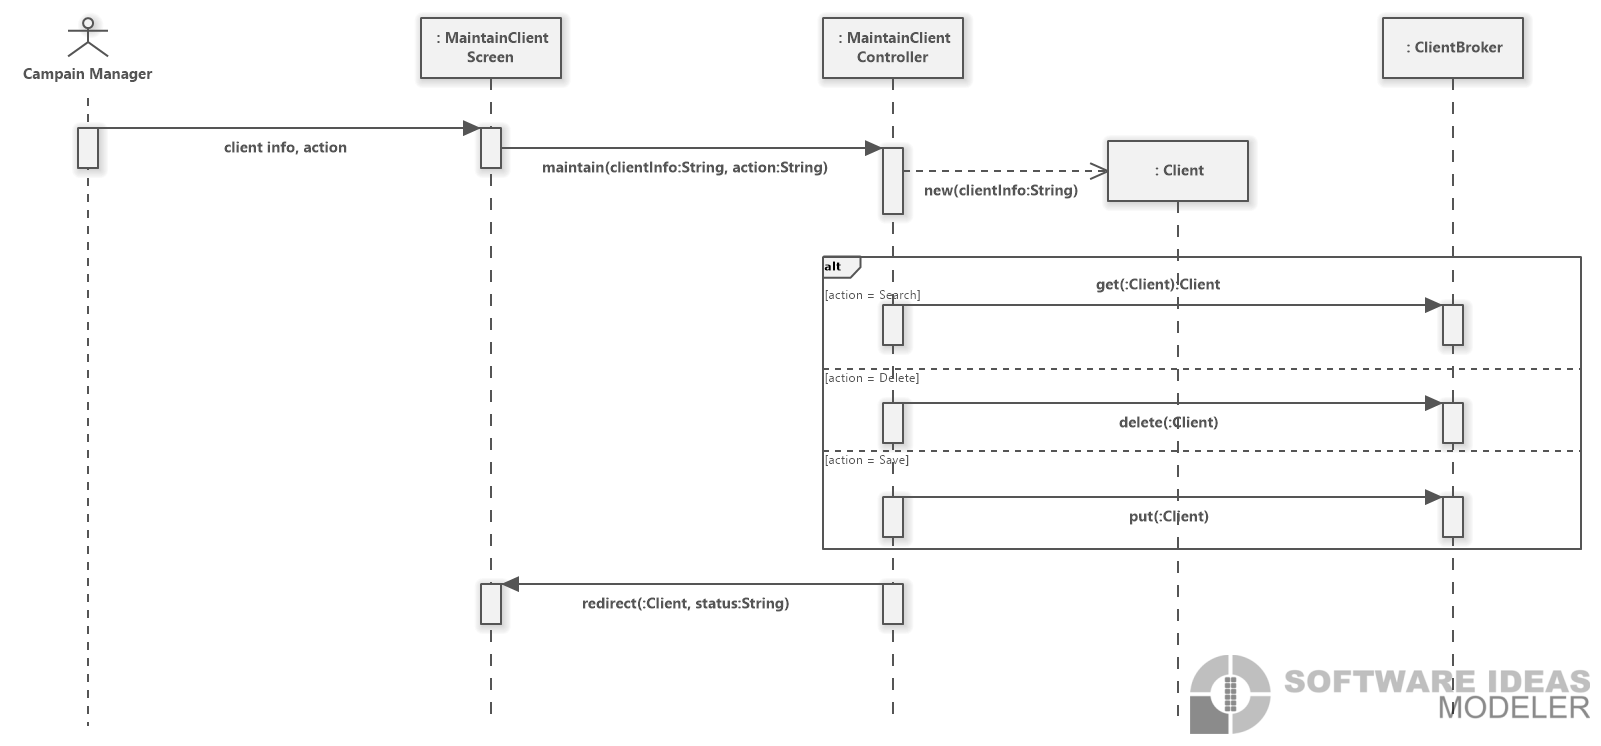 : MaintainClient
Screen
: MaintainClient
Controller
: ClientBroker
Campain Manager
client info, action
maintain(clientInfo:String, action:String)
: Client
new(clientInfo:String)
alt
get(:Client):Client
[action = Search]
[action = Delete]
delete(:Client)
[action = Save]
put(:Client)
redirect(:Client, status:String)
SOFTWARE IDEAS
MODELER